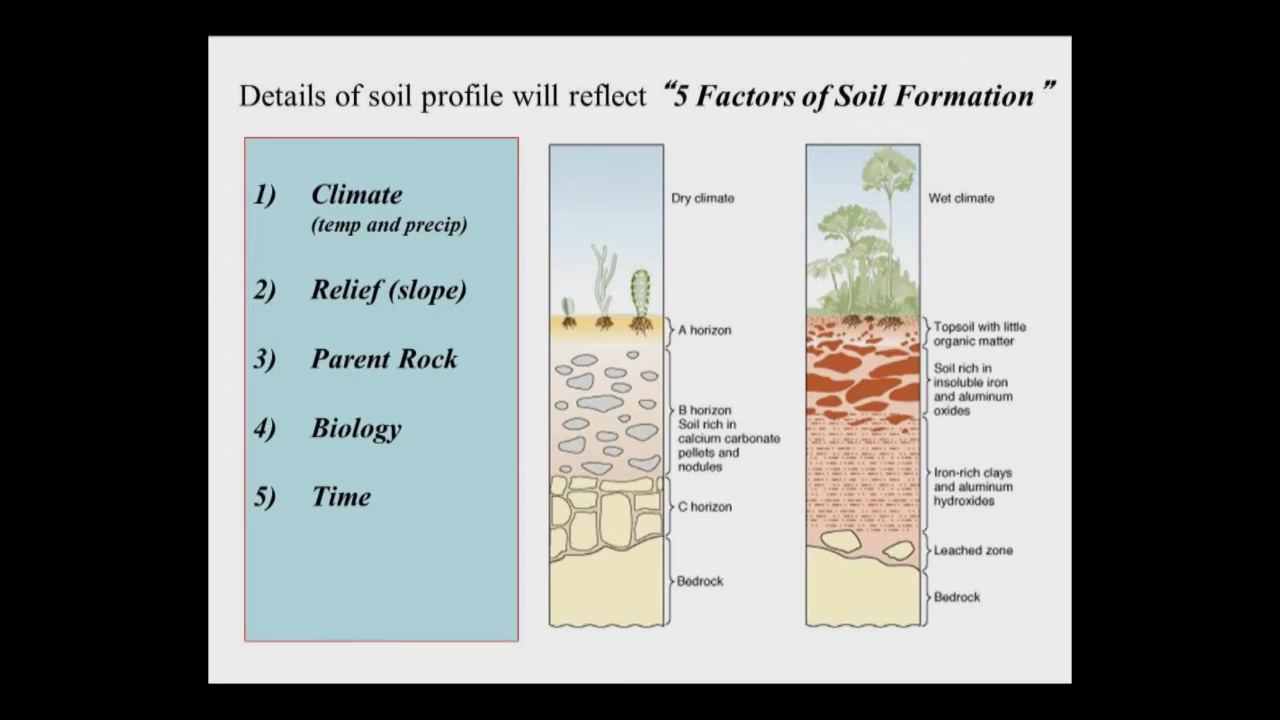 Details of soil profile will reflect “5 Factors of Soil Formation”
1) Climate
(temp and precip)
2) Relief (slope)
3) Parent Rock
4) Biology
5) Time
Dry climate
A horizon
B horizon
Soil rich in
calcium carbonate
pellets and
nodules
C horizon
Bedrock
Wet climate
Topsoil with little
organic matter
Soil rich in
insoluble iron
and aluminum
oxides
Iron-rich clays
and aluminum
hydroxides
Leached zone
Bedrock